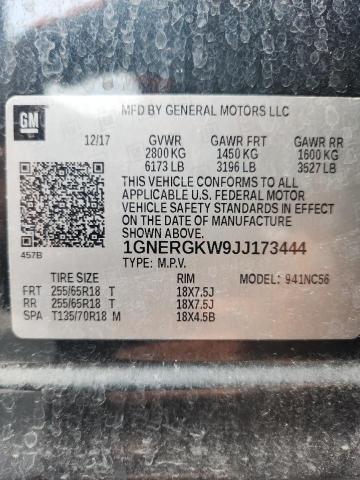 GM
MFD BY GENERAL MOTORS LLC
12/17 GVWR GAWR FRT GAWR RR
2800 KG 1450 KG 1600 KG
6173 LB 3196 LB 3527 LB
THIS VEHICLE CONFORMS TO ALL
APPLICABLE U.S. FEDERAL MOTOR
VEHICLE SAFETY STANDARDS IN EFFECT
ON THE DATE OF MANUFACTURE
SHOWN ABOVE.
1GNERGKW9JJ173444
457B TYPE: M.P.V.
TIRE SIZE RIM MODEL: 941NC56
FRT 255/65R18 T 18X7.5J
RR 255/65R18 T 18X7.5J
SPA T135/70R18 M 18X4.5B